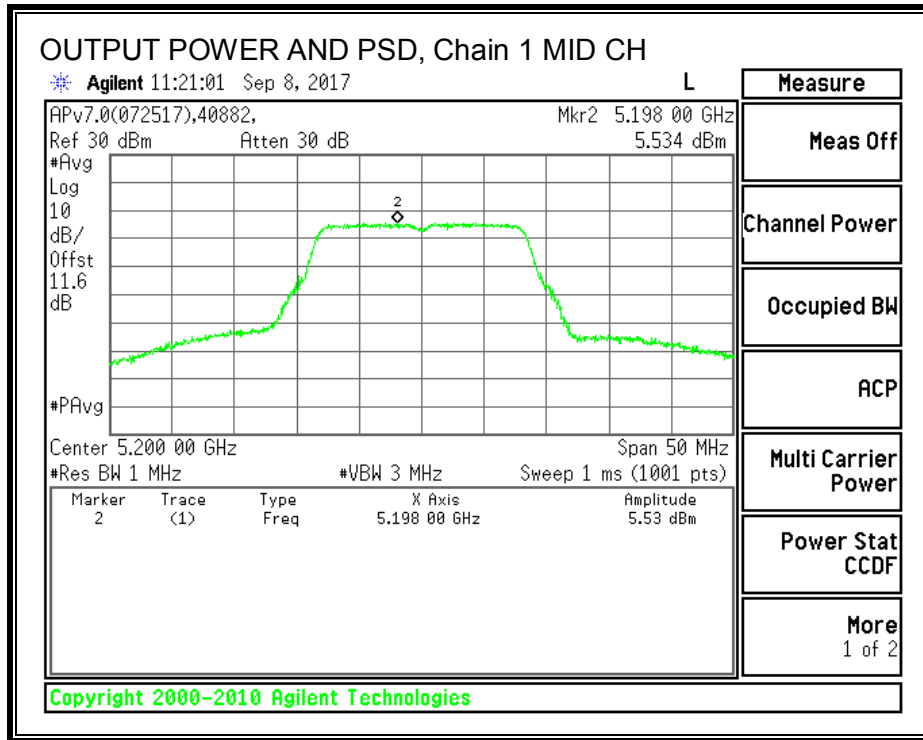 OUTPUT POWER AND PSD, Chain 1 MID CH
Agilent 11:21:01 Sep 8, 2017 L
APv7.0(072517),40882, Mkr2 5.198 00 GHz
Ref 30 dBm Atten 30 dB 5.534 dBm
#Avg
Log
10
dB/
Offst
11.6
dB
#PAvg
2
Center 5.200 00 GHz Span 50 MHz
#Res BW 1 MHz #VBW 3 MHz Sweep 1 ms (1001 pts)
Marker Trace Type X Axis Amplitude
2 (1) Freq 5.198 00 GHz 5.53 dBm
Measure
Meas Off
Channel Power
Occupied BW
ACP
Multi Carrier
Power
Power Stat
CCDF
More
1 of 2
Copyright 2000-2010 Agilent Technologies